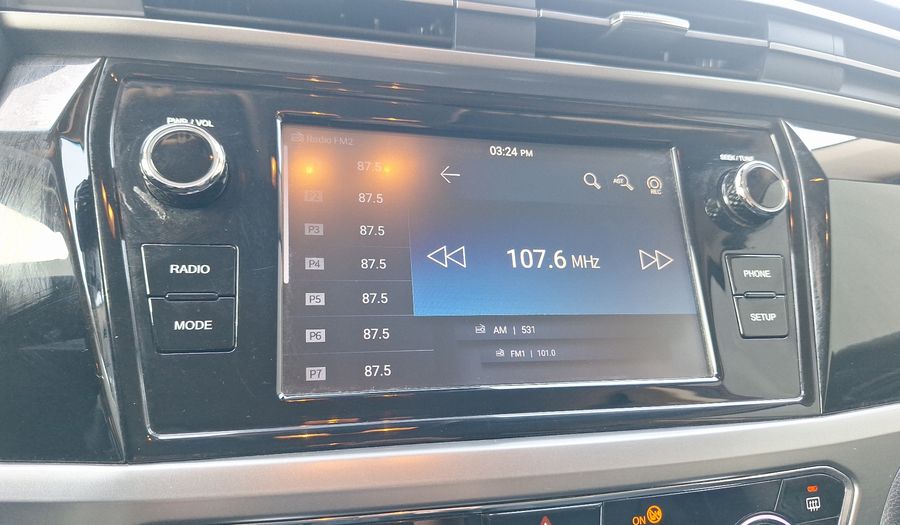 PWR / VOL
Radio FM2
03:24 PM
SEEK / TUNE
87.5
P2 87.5
AST
REC
P3 87.5
P4 87.5
107.6 MHz
P5 87.5
P6 87.5
P7 87.5
AM | 531
FM1 | 101.0
RADIO
MODE
PHONE
SETUP
ON